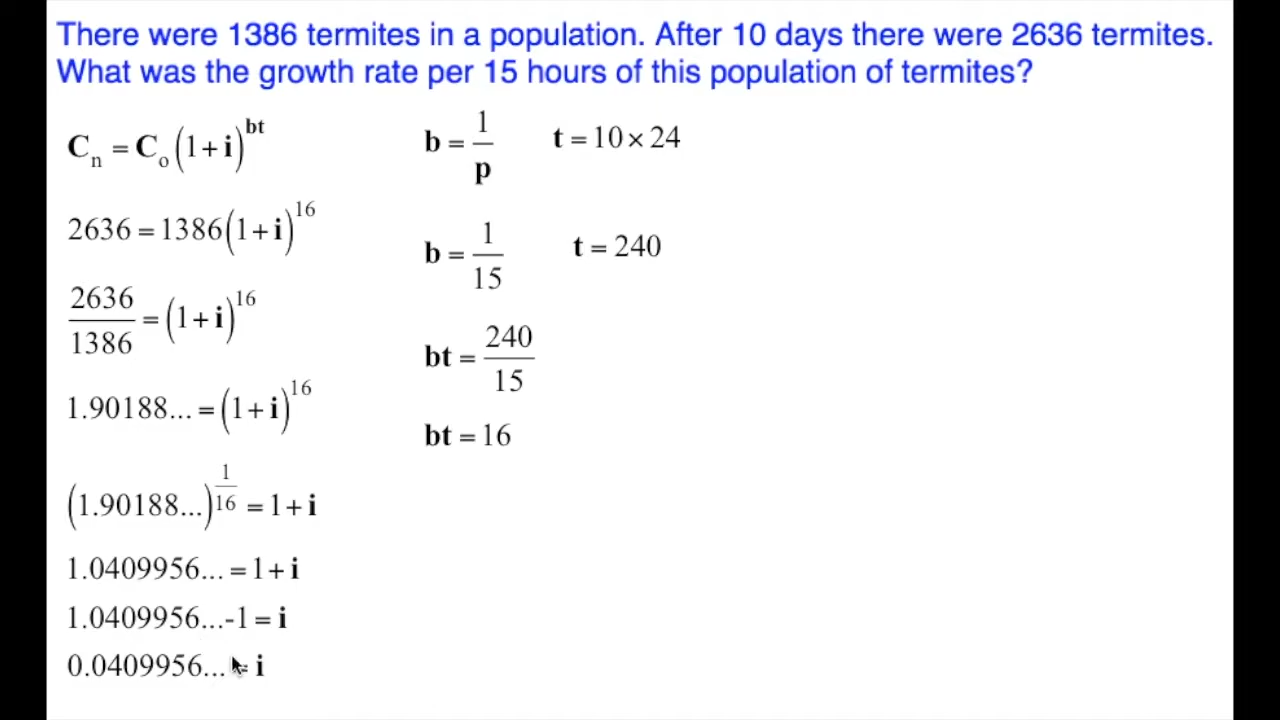 There were 1386 termites in a population. After 10 days there were 2636 termites.
What was the growth rate per 15 hours of this population of termites?
Cₙ = Cₒ(1+i)^bt
2636 = 1386(1+i)^16
2636/1386 = (1+i)^16
1.90188... = (1+i)^16
(1.90188...)^1/16 = 1+i
1.0409956... = 1+i
1.0409956...-1 = i
0.0409956... = i
b = 1/p
b = 1/15
bt = 240/15
bt = 16
t = 10 × 24
t = 240